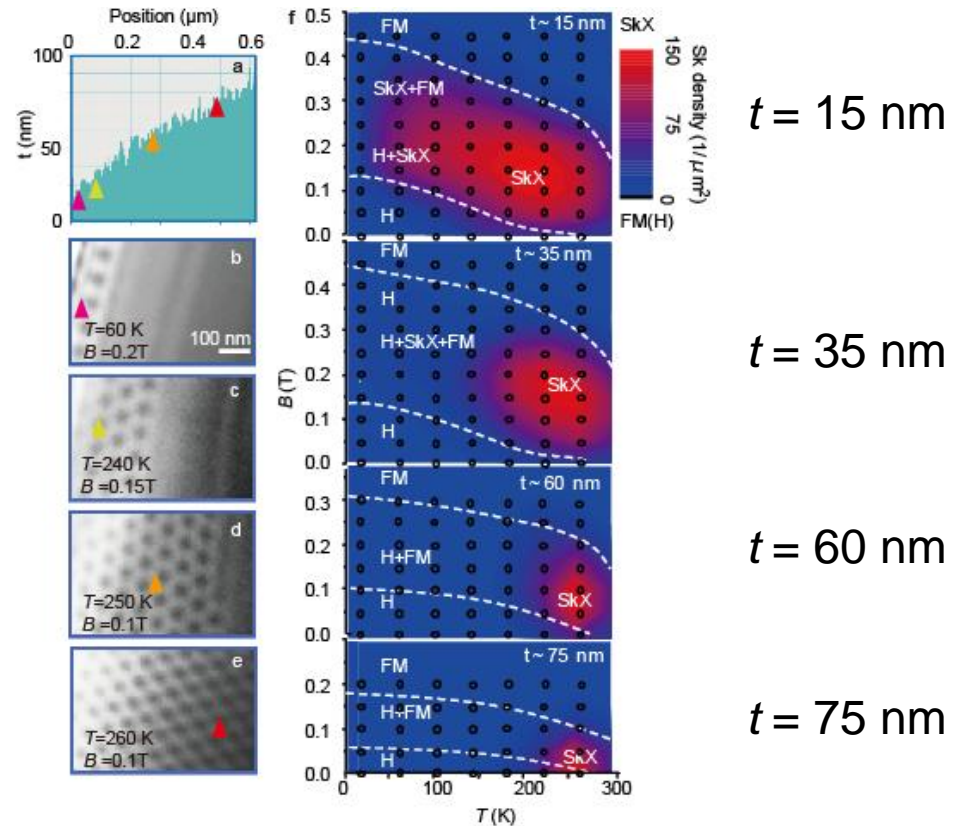 Position (µm)
0 0.2 0.4 0.6
100
50
0
t (nm)
a
b
T=60 K
B =0.2T
100 nm
c
T=240 K
B =0.15T
d
T=250 K
B =0.1T
e
T=260 K
B =0.1T
f
B (T)
0.5
0.4
0.3
0.2
0.1
0.0
FM
t~ 15 nm
SkX+FM
H+SkX
SkX
H
0.4
0.3
0.2
0.1
0.0
FM
t~ 35 nm
H
H+SkX+FM
SkX
H
0.3
0.2
0.1
0.0
FM
t~ 60 nm
H+FM
SkX
H
0.2
0.1
0.0
FM
t~ 75 nm
H+FM
SkX
H
0 100 200 300
T (K)
SkX
150
75
0
Sk density (1/µm²)
FM(H)
t = 15 nm
t = 35 nm
t = 60 nm
t = 75 nm